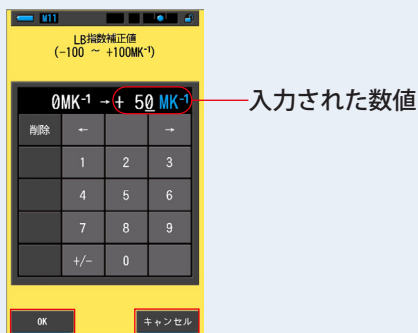 M11
LB指数補正値
(-100 ~ +100MK⁻¹)
0MK⁻¹ → + 50 MK⁻¹
入力された数値
削除 ← →
1 2 3
4 5 6
7 8 9
+/- 0
OK キャンセル